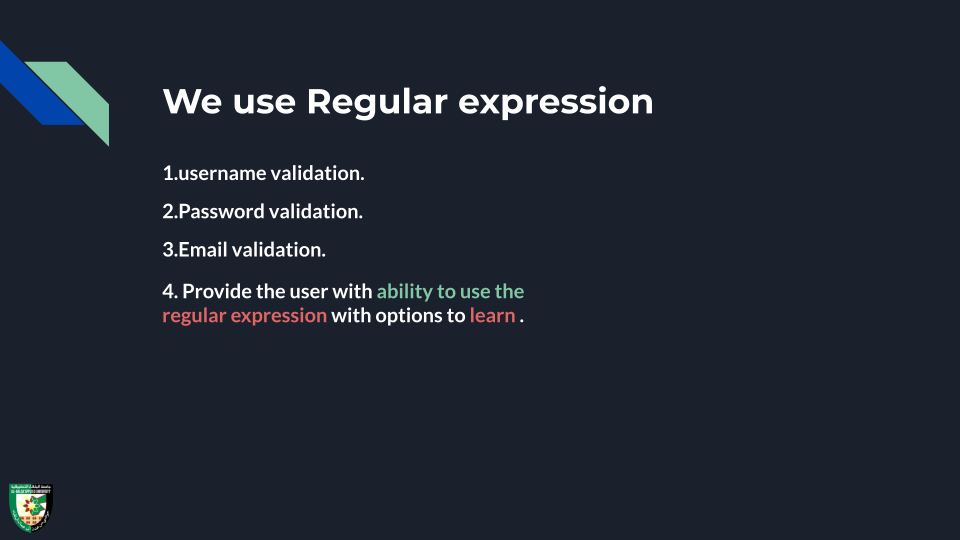 We use Regular expression
1.username validation.
2.Password validation.
3.Email validation.
4. Provide the user with ability to use the
regular expression with options to learn .